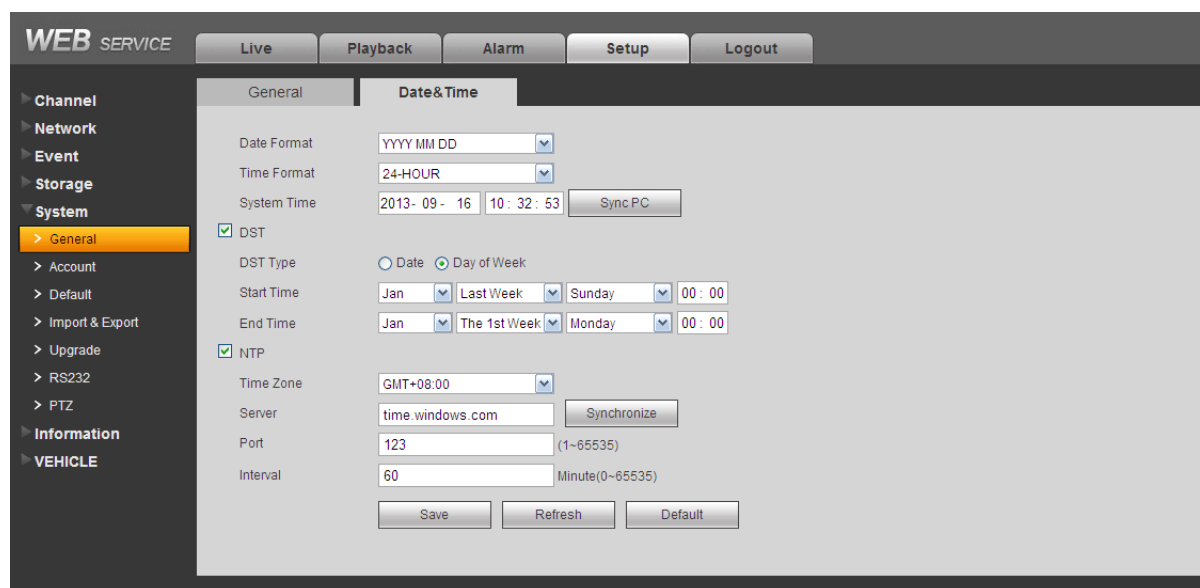 WEB SERVICE
Live Playback Alarm Setup Logout
General Date&Time
Channel
Network
Event
Storage
System
> General
> Account
> Default
> Import & Export
> Upgrade
> RS232
> PTZ
Information
VEHICLE
Date Format YYYY MM DD
Time Format 24-HOUR
System Time 2013- 09 - 16 10 : 32 : 53 Sync PC
DST
DST Type Date Day of Week
Start Time Jan Last Week Sunday 00 : 00
End Time Jan The 1st Week Monday 00 : 00
NTP
Time Zone GMT+08:00
Server time.windows.com Synchronize
Port 123 (1~65535)
Interval 60 Minute(0~65535)
Save Refresh Default